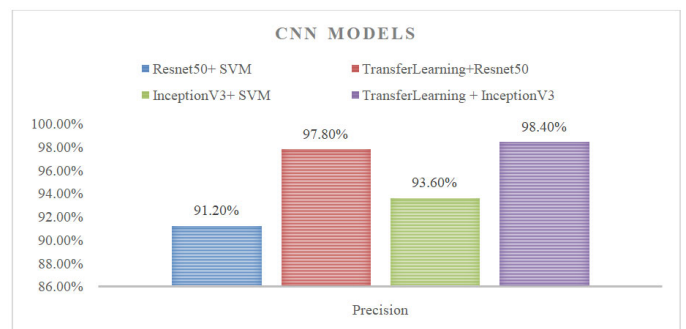 CNN MODELS
Resnet50+ SVM
TransferLearning+Resnet50
InceptionV3+ SVM
TransferLearning + InceptionV3
100.00%
98.00%
96.00%
94.00%
92.00%
90.00%
88.00%
86.00%
91.20%
97.80%
93.60%
98.40%
Precision